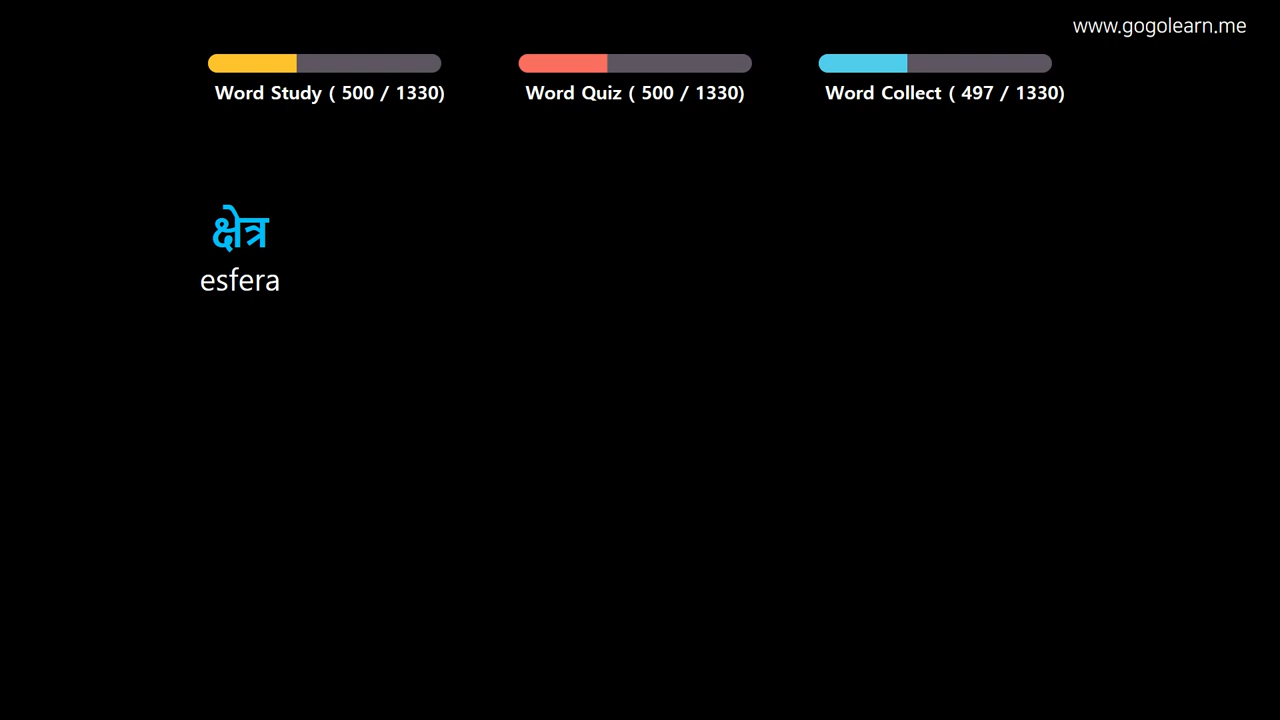 www.gogolearn.me
Word Study ( 500 / 1330)
Word Quiz ( 500 / 1330)
Word Collect ( 497 / 1330)
क्षेत्र
esfera